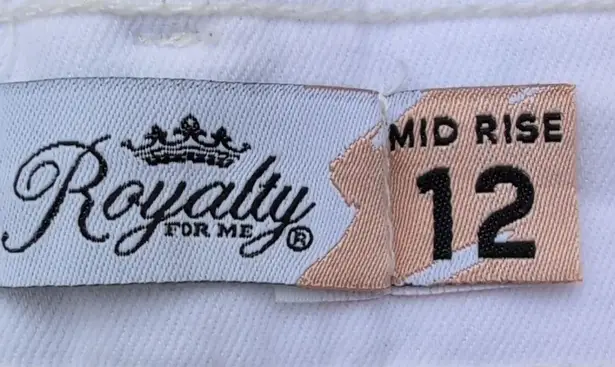 Royalty
FOR ME®
MID RISE
12